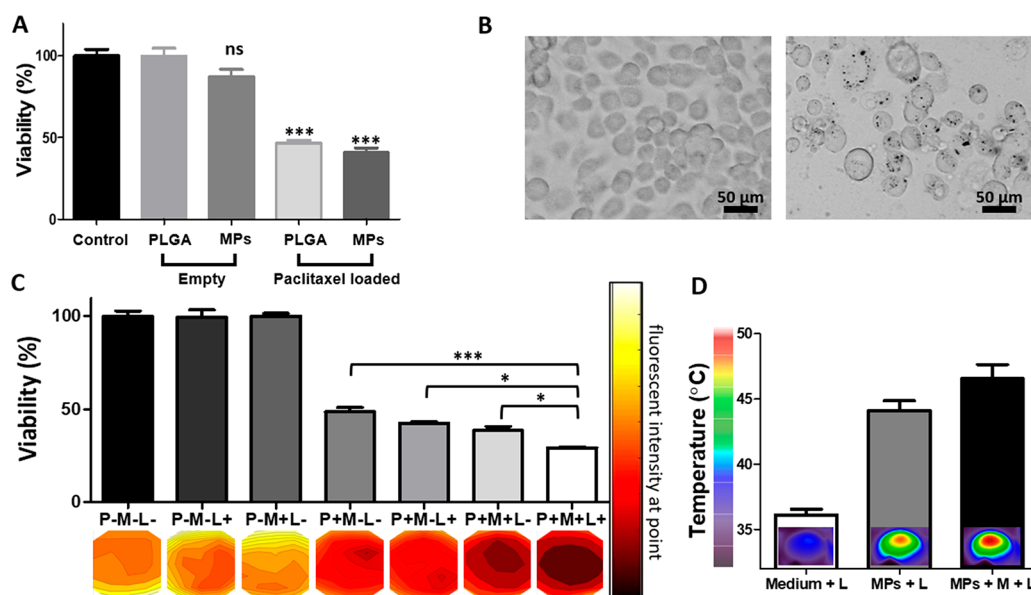 A
Viability (%)
100
50
0
ns
***
***
Control
PLGA
MPs
PLGA
MPs
Empty
Paclitaxel loaded
B
50 µm
50 µm
C
Viability (%)
100
50
0
***
*
*
P-M-L-
P-M-L+
P-M+L-
P+M-L-
P+M-L+
P+M+L-
P+M+L+
fluorescent intensity at point
D
Temperature (°C)
50
45
40
35
Medium + L
MPs + L
MPs + M + L